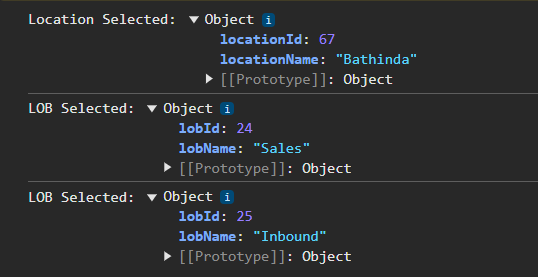 Location Selected: ▼ Object i
locationId: 67
locationName: "Bathinda"
▶ [[Prototype]]: Object
LOB Selected: ▼ Object i
lobId: 24
lobName: "Sales"
▶ [[Prototype]]: Object
LOB Selected: ▼ Object i
lobId: 25
lobName: "Inbound"
▶ [[Prototype]]: Object